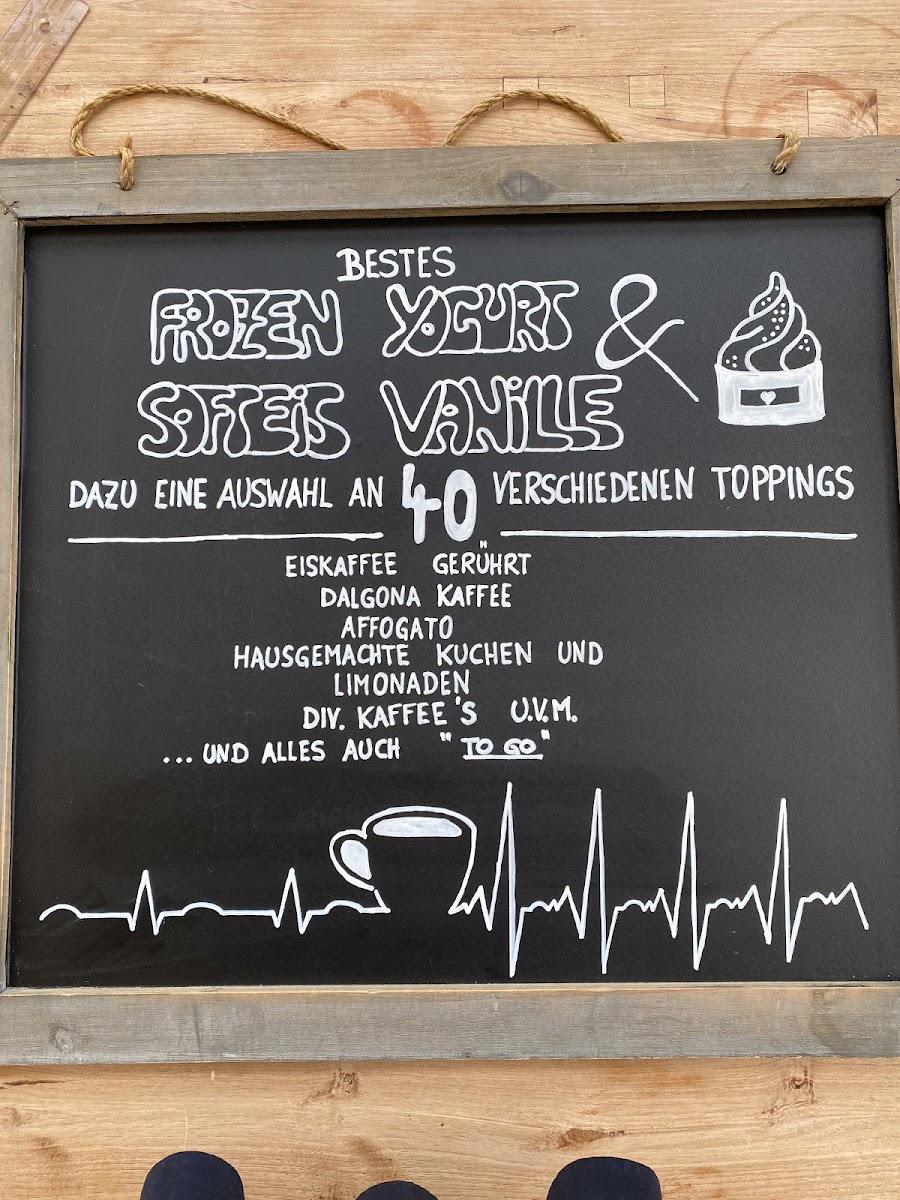 BESTES
FROZEN YOGURT &
SOFTEIS VANILLE
DAZU EINE AUSWAHL AN 40 VERSCHIEDENEN TOPPINGS
EISKAFFEE GERÜHRT
DALGONA KAFFEE
AFFOGATO
HAUSGEMACHTE KUCHEN UND
LIMONADEN
DIV. KAFFEE'S U.V.M.
...UND ALLES AUCH "TO GO"